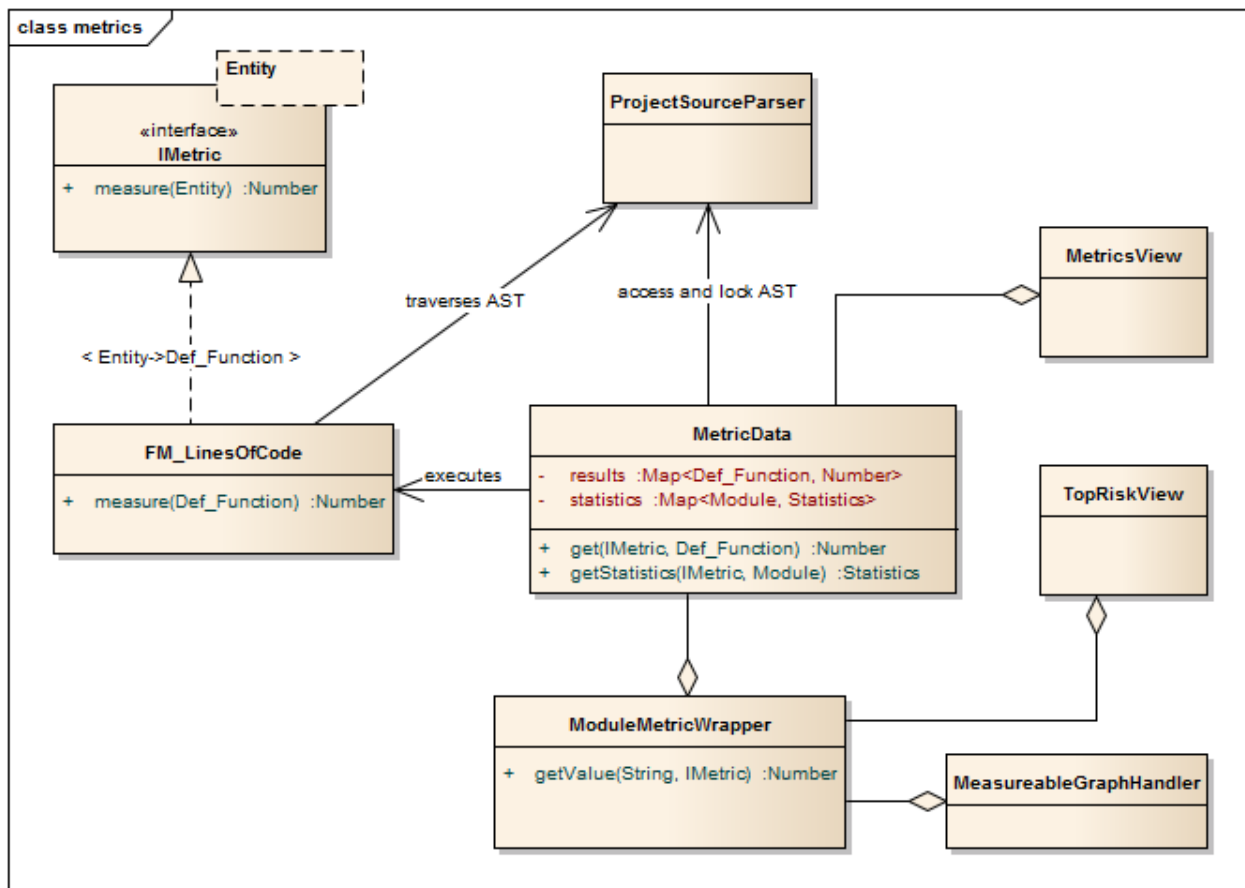 class metrics
Entity
«interface»
IMetric
+ measure(Entity) :Number
ProjectSourceParser
MetricsView
traverses AST
access and lock AST
< Entity->Def_Function >
FM_LinesOfCode
+ measure(Def_Function) :Number
executes
MetricData
- results :Map<Def_Function, Number>
- statistics :Map<Module, Statistics>
+ get(IMetric, Def_Function) :Number
+ getStatistics(IMetric, Module) :Statistics
TopRiskView
ModuleMetricWrapper
+ getValue(String, IMetric) :Number
MeasureableGraphHandler